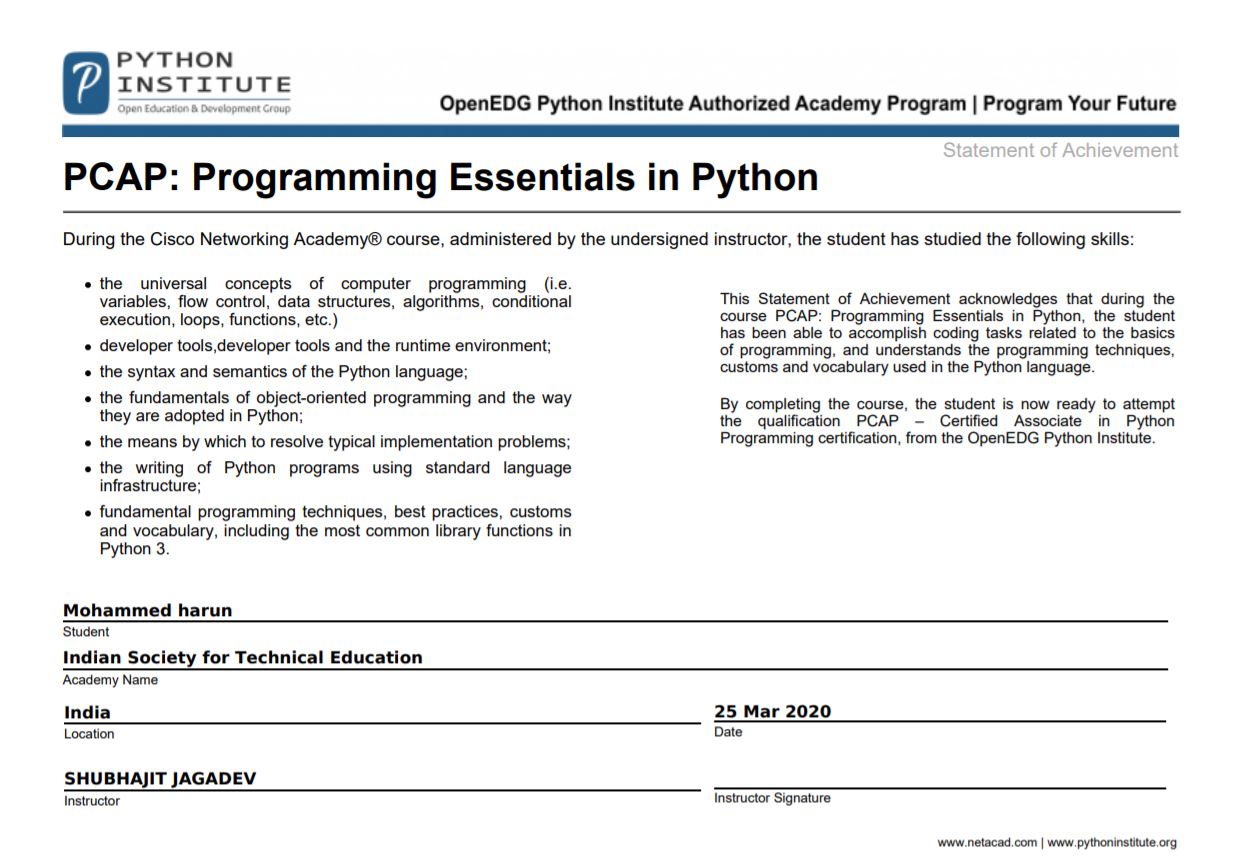 PYTHON
INSTITUTE
Open Education & Development Group
OpenEDG Python Institute Authorized Academy Program | Program Your Future
Statement of Achievement
PCAP: Programming Essentials in Python
During the Cisco Networking Academy® course, administered by the undersigned instructor, the student has studied the following skills:
• the universal concepts of computer programming (i.e.
variables, flow control, data structures, algorithms, conditional
execution, loops, functions, etc.)
• developer tools,developer tools and the runtime environment;
• the syntax and semantics of the Python language;
• the fundamentals of object-oriented programming and the way
they are adopted in Python;
• the means by which to resolve typical implementation problems;
• the writing of Python programs using standard language
infrastructure;
• fundamental programming techniques, best practices, customs
and vocabulary, including the most common library functions in
Python 3.
This Statement of Achievement acknowledges that during the
course PCAP: Programming Essentials in Python, the student
has been able to accomplish coding tasks related to the basics
of programming, and understands the programming techniques,
customs and vocabulary used in the Python language.
By completing the course, the student is now ready to attempt
the qualification PCAP – Certified Associate in Python
Programming certification, from the OpenEDG Python Institute.
Mohammed harun
Student
Indian Society for Technical Education
Academy Name
India
Location
25 Mar 2020
Date
SHUBHAJIT JAGADEV
Instructor
Instructor Signature
www.netacad.com | www.pythoninstitute.org